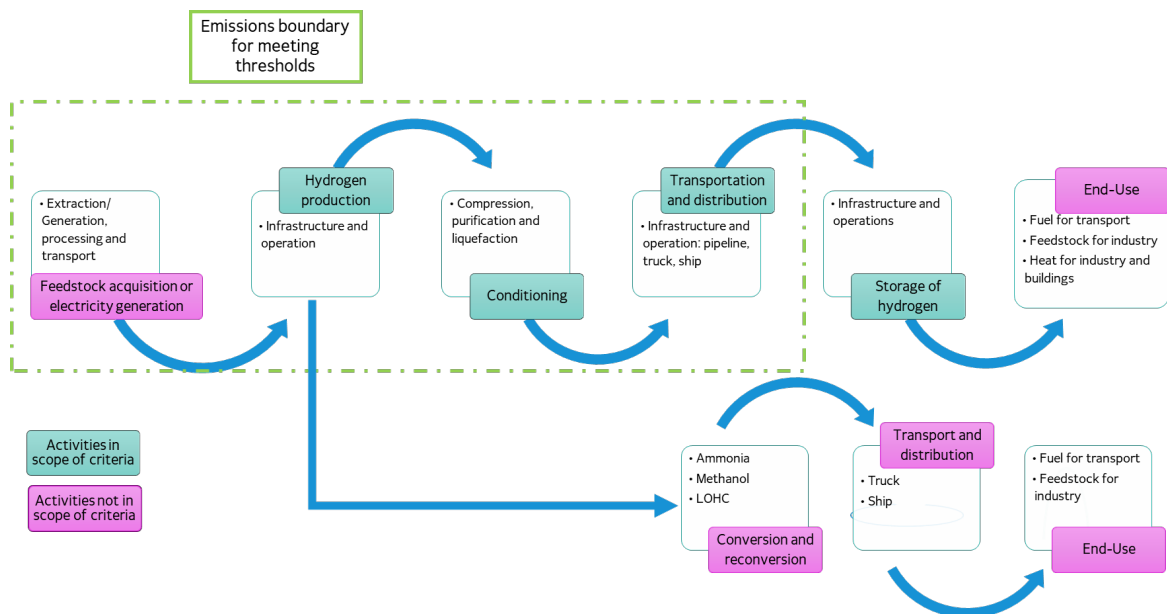 Emissions boundary
for meeting
thresholds
Hydrogen
production
Transportation
and distribution
End-Use
• Extraction/
Generation,
processing and
transport
• Infrastructure and
operation
• Compression,
purification and
liquefaction
• Infrastructure and
operation: pipeline,
truck, ship
• Infrastructure and
operations
• Fuel for transport
• Feedstock for industry
• Heat for industry and
buildings
Feedstock acquisition or
electricity generation
Conditioning
Storage of
hydrogen
Activities in
scope of criteria
Activities not in
scope of criteria
Transport and
distribution
• Ammonia
• Methanol
• LOHC
• Truck
• Ship
• Fuel for transport
• Feedstock for
industry
Conversion and
reconversion
End-Use